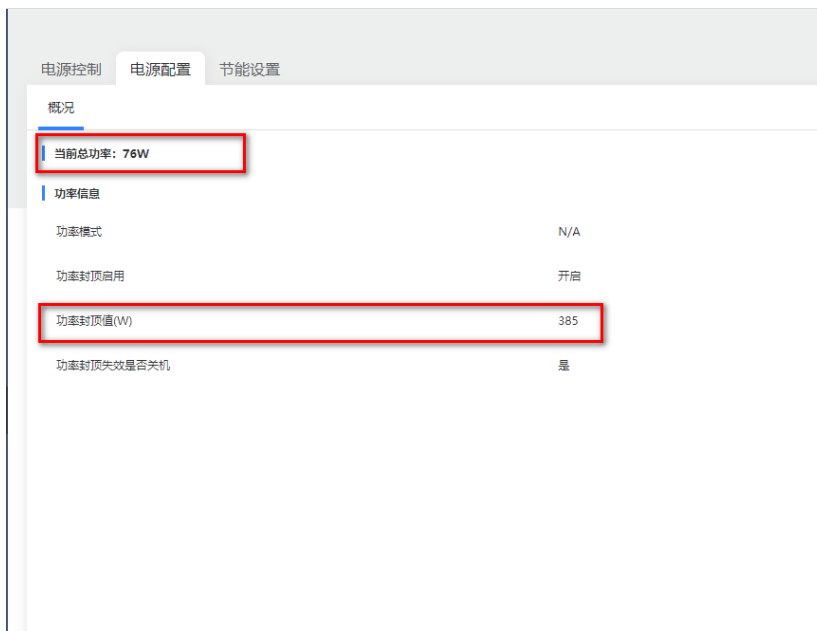 电源控制 电源配置 节能设置
概况
当前总功率：76W
功率信息
功率模式 N/A
功率封顶启用 开启
功率封顶值(W) 385
功率封顶失效是否关机 是